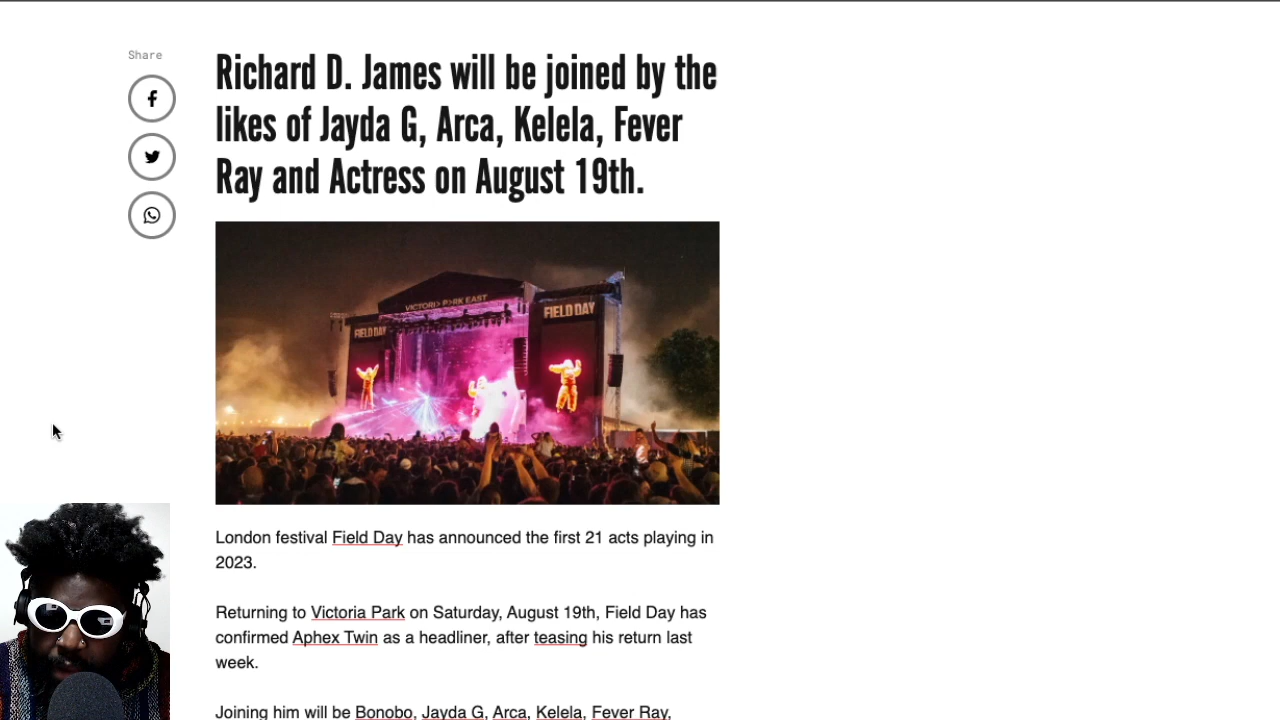 Share
Richard D. James will be joined by the
likes of Jayda G, Arca, Kelela, Fever
Ray and Actress on August 19th.
VICTORIA PARK EAST
FIELD DAY
FIELD DAY
London festival Field Day has announced the first 21 acts playing in
2023.
Returning to Victoria Park on Saturday, August 19th, Field Day has
confirmed Aphex Twin as a headliner, after teasing his return last
week.
Joining him will be Bonobo, Jayda G, Arca, Kelela, Fever Ray,